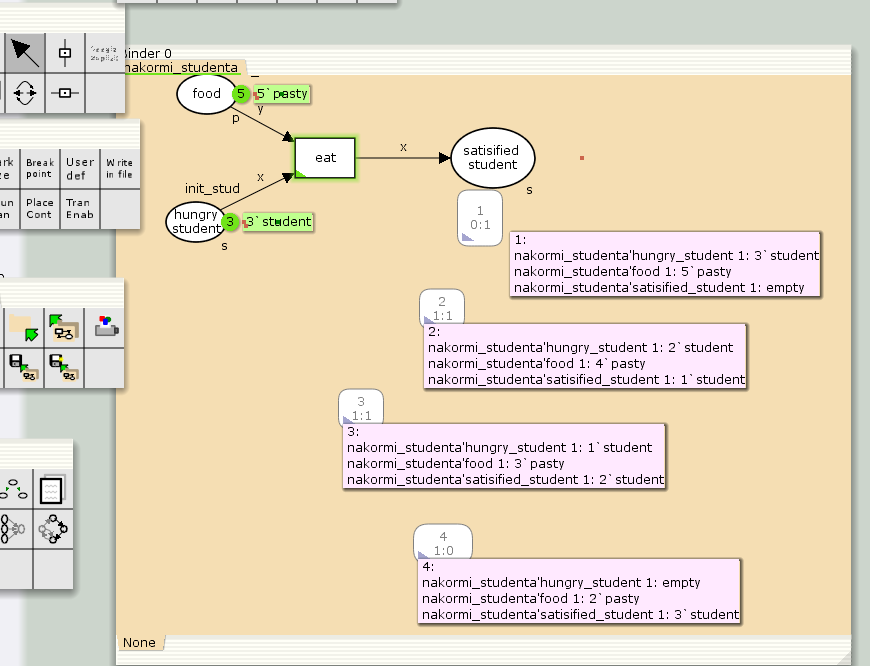 Binder 0
nakormi_studenta
food
5
5`pasty
y
p
eat
x
satisified
student
s
x
init_stud
hungry
student
3
3`student
s
Break
point
User
def
Write
in file
Place
Cont
Tran
Enab
1
0:1
1:
nakormi_studenta'hungry_student 1: 3`student
nakormi_studenta'food 1: 5`pasty
nakormi_studenta'satisified_student 1: empty
2
1:1
2:
nakormi_studenta'hungry_student 1: 2`student
nakormi_studenta'food 1: 4`pasty
nakormi_studenta'satisified_student 1: 1`student
3
1:1
3:
nakormi_studenta'hungry_student 1: 1`student
nakormi_studenta'food 1: 3`pasty
nakormi_studenta'satisified_student 1: 2`student
4
1:0
4:
nakormi_studenta'hungry_student 1: empty
nakormi_studenta'food 1: 2`pasty
nakormi_studenta'satisified_student 1: 3`student
None